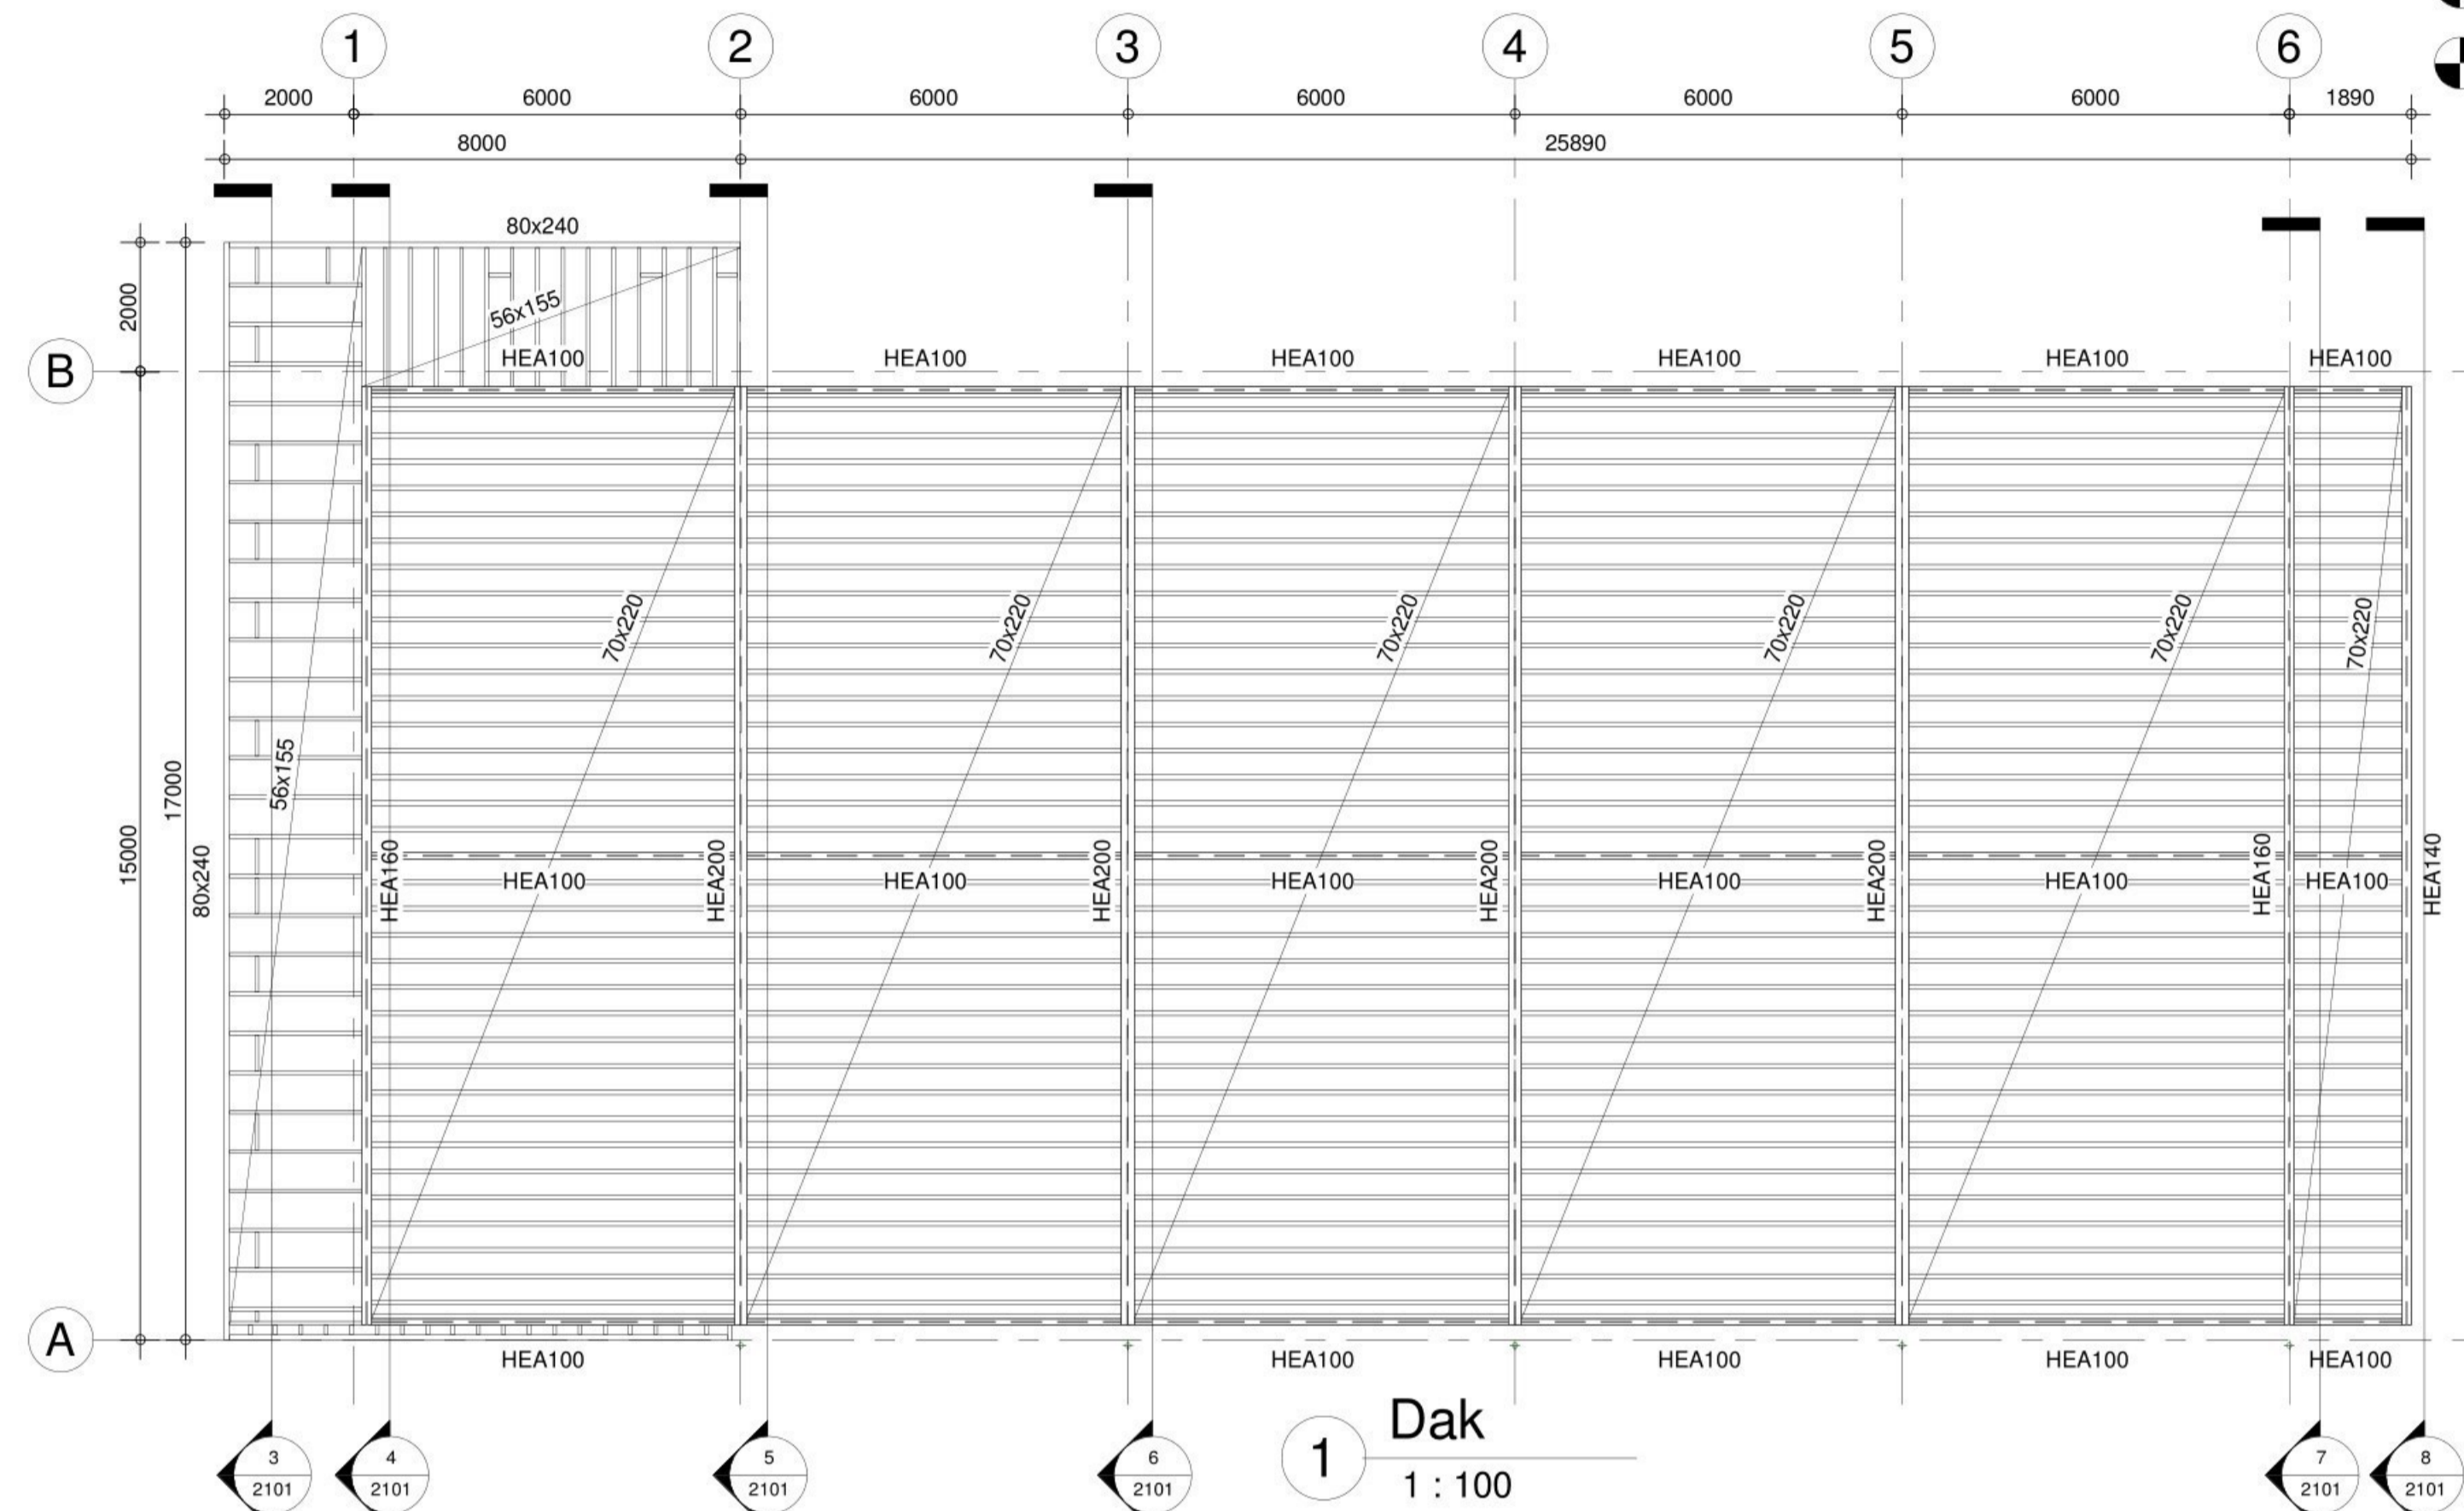 1 2 3 4 5 6
2000 6000 6000 6000 6000 6000 1890
8000 25890
80x240
2000
56x155
B
HEA100 HEA100 HEA100 HEA100 HEA100 HEA100
70x220 70x220 70x220 70x220 70x220 70x220
56x155
17000
15000
80x240
HEA160 HEA200 HEA200 HEA200 HEA200 HEA160 HEA140
HEA100 HEA100 HEA100 HEA100 HEA100 HEA100
A
HEA100 HEA100 HEA100 HEA100 HEA100
1 Dak
1 : 100
3 4 5 6 7 8
2101 2101 2101 2101 2101 2101